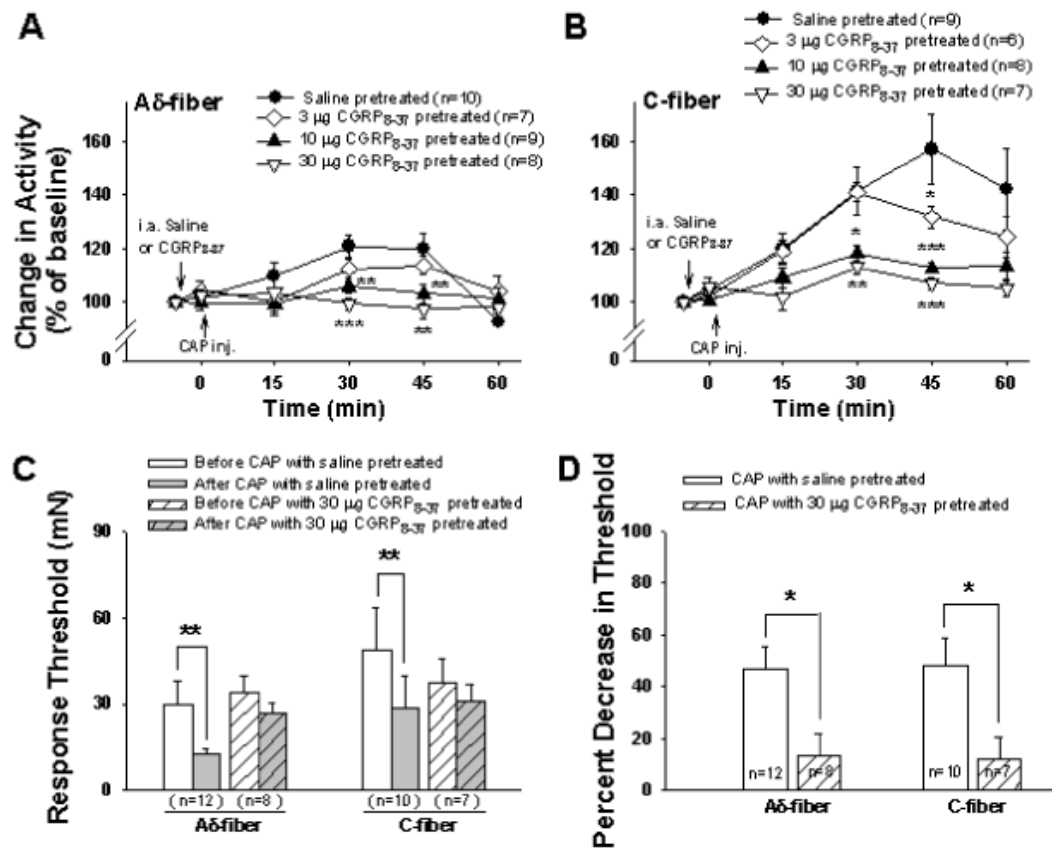 A
Aδ-fiber
Saline pretreated (n=10)
3 µg CGRP8-37 pretreated (n=7)
10 µg CGRP8-37 pretreated (n=9)
30 µg CGRP8-37 pretreated (n=8)
Change in Activity
(% of baseline)
160
140
120
100
0
i.a. Saline
or CGRP8-37
CAP inj.
**
**
***
**
0 15 30 45 60
Time (min)
B
C-fiber
Saline pretreated (n=9)
3 µg CGRP8-37 pretreated (n=6)
10 µg CGRP8-37 pretreated (n=8)
30 µg CGRP8-37 pretreated (n=7)
160
140
120
100
0
i.a. Saline
or CGRP8-37
CAP inj.
*
*
***
**
***
0 15 30 45 60
Time (min)
C
Before CAP with saline pretreated
After CAP with saline pretreated
Before CAP with 30 µg CGRP8-37 pretreated
After CAP with 30 µg CGRP8-37 pretreated
Response Threshold (mN)
90
60
30
0
**
**
(n=12) (n=8) (n=10) (n=7)
Aδ-fiber C-fiber
D
CAP with saline pretreated
CAP with 30 µg CGRP8-37 pretreated
Percent Decrease in Threshold
100
80
60
40
20
0
*
*
n=12 n=8 n=10 n=7
Aδ-fiber C-fiber